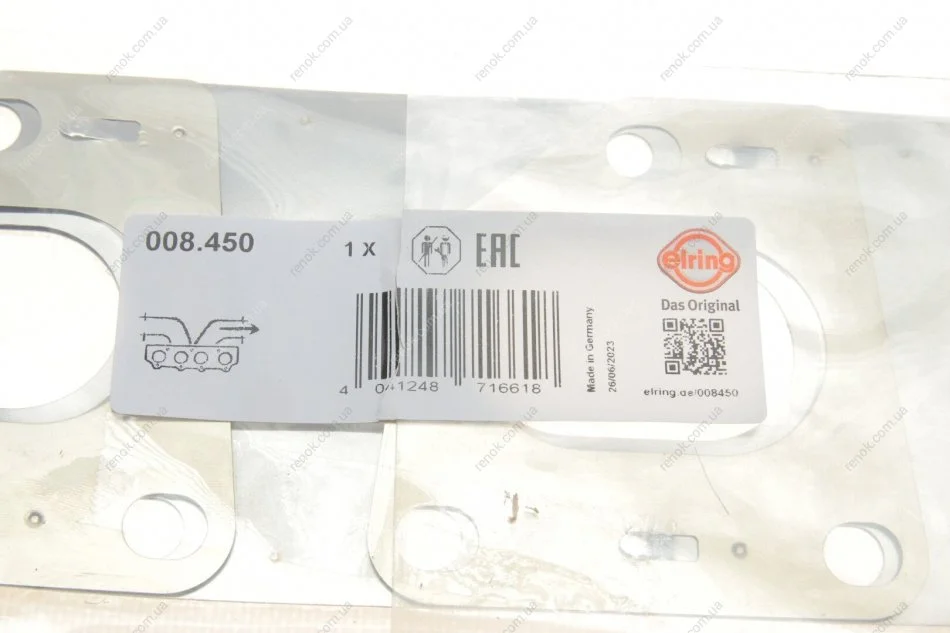 008.450
1 X
EAC
elring
Das Original
4 041248 716618
Made in Germany
26/06/2023
elring.de/008450
renok.com.ua